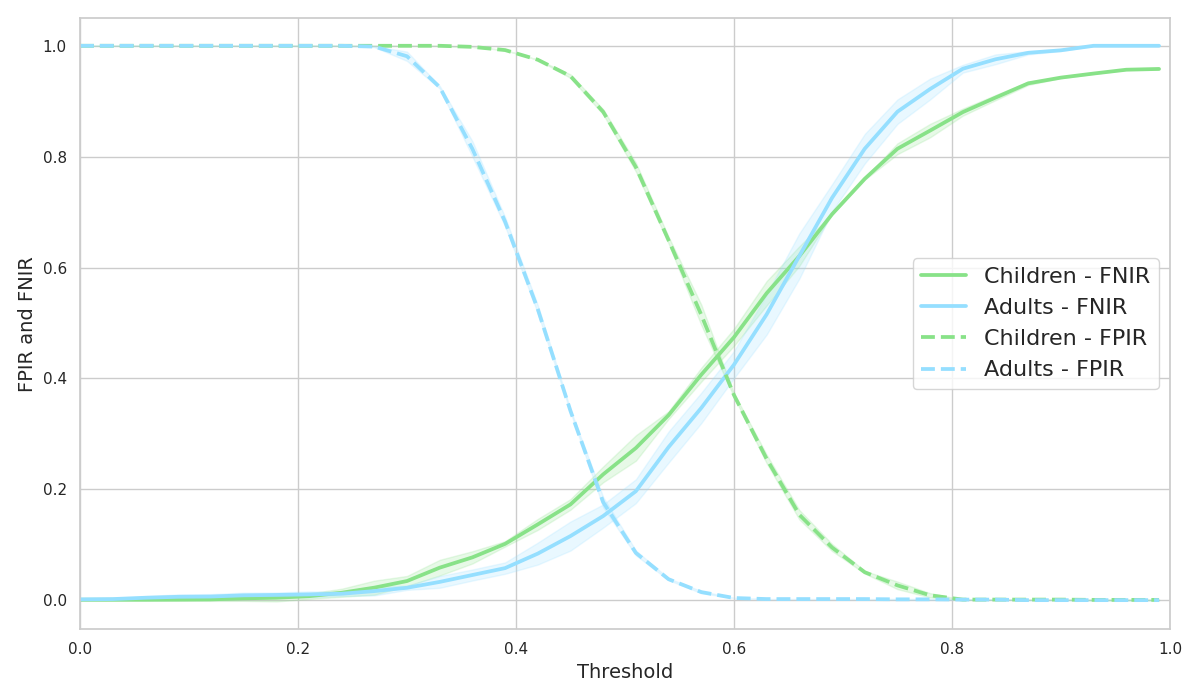 1.0
0.8
0.6
0.4
0.2
0.0
FPIR and FNIR
Children - FNIR
Adults - FNIR
Children - FPIR
Adults - FPIR
0.0 0.2 0.4 0.6 0.8 1.0
Threshold